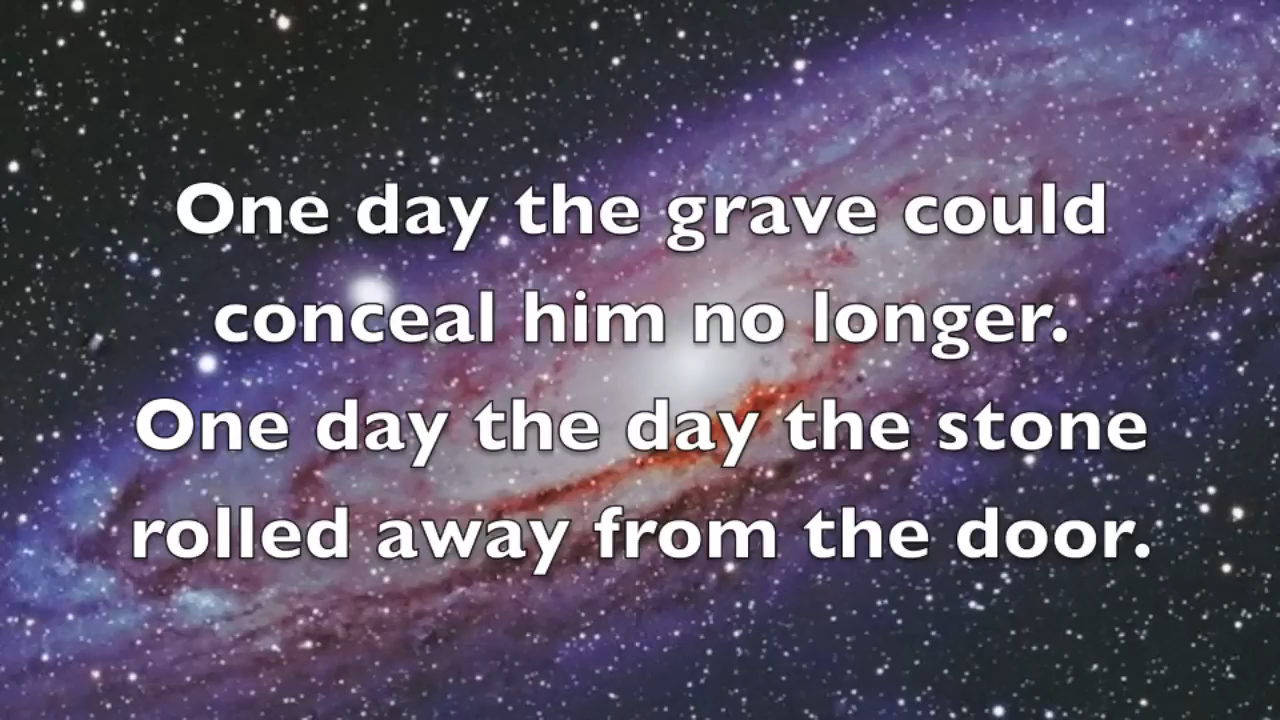 One day the grave could
conceal him no longer.
One day the day the stone
rolled away from the door.